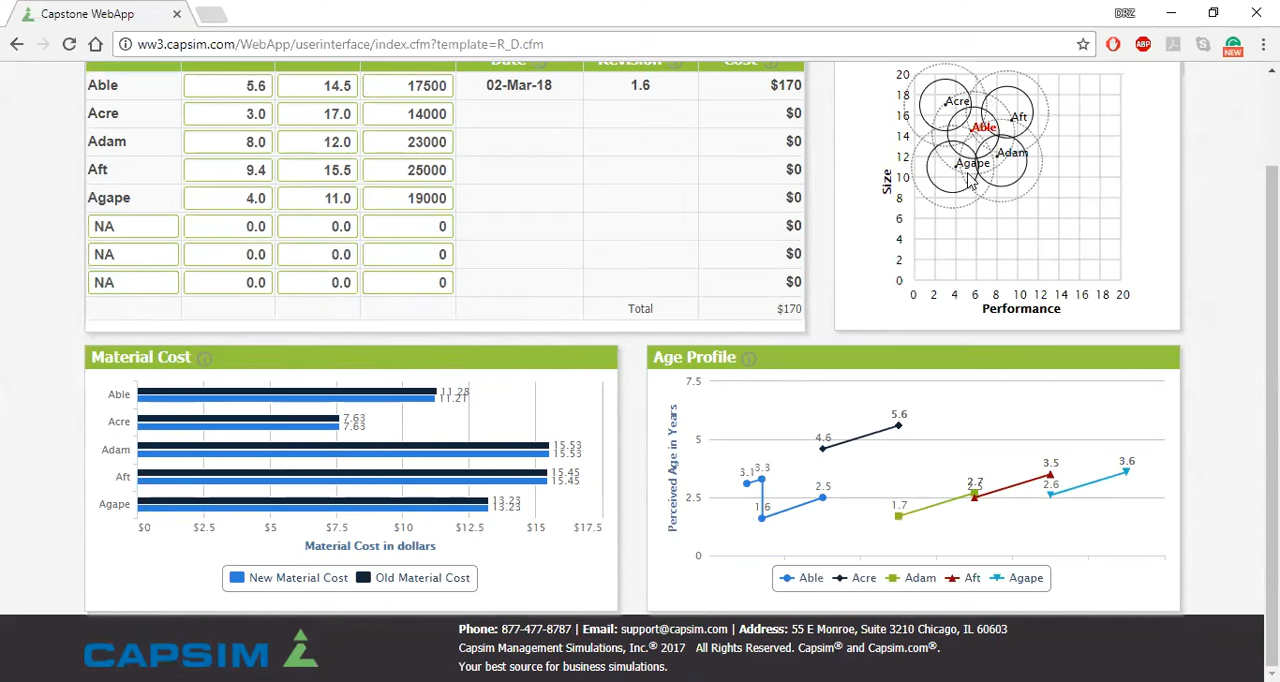 Capstone WebApp
DRZ
ww3.capsim.com/WebApp/userinterface/index.cfm?template=R_D.cfm
ABP
NEW
Date Revision Cost
Able 5.6 14.5 17500 02-Mar-18 1.6 $170
Acre 3.0 17.0 14000 $0
Adam 8.0 12.0 23000 $0
Aft 9.4 15.5 25000 $0
Agape 4.0 11.0 19000 $0
NA 0.0 0.0 0 $0
NA 0.0 0.0 0 $0
NA 0.0 0.0 0 $0
Total $170
20
18
16
14
12
10
8
6
4
2
0
Size
Acre
Aft
Able
Adam
Agape
0 2 4 6 8 10 12 14 16 18 20
Performance
Material Cost
Able 11.28
11.21
Acre 7.63
7.63
Adam 15.53
15.53
Aft 15.45
15.45
Agape 13.23
13.23
$0 $2.5 $5 $7.5 $10 $12.5 $15 $17.5
Material Cost in dollars
New Material Cost Old Material Cost
Age Profile
7.5
5
2.5
0
Perceived Age in Years
3.1 3.3 1.6 2.5
4.6 5.6
1.7 2.7
3.5
2.6 3.6
Able Acre Adam Aft Agape
CAPSIM
Phone: 877-477-8787 | Email: support@capsim.com | Address: 55 E Monroe, Suite 3210 Chicago, IL 60603
Capsim Management Simulations, Inc.® 2017 All Rights Reserved. Capsim® and Capsim.com®.
Your best source for business simulations.